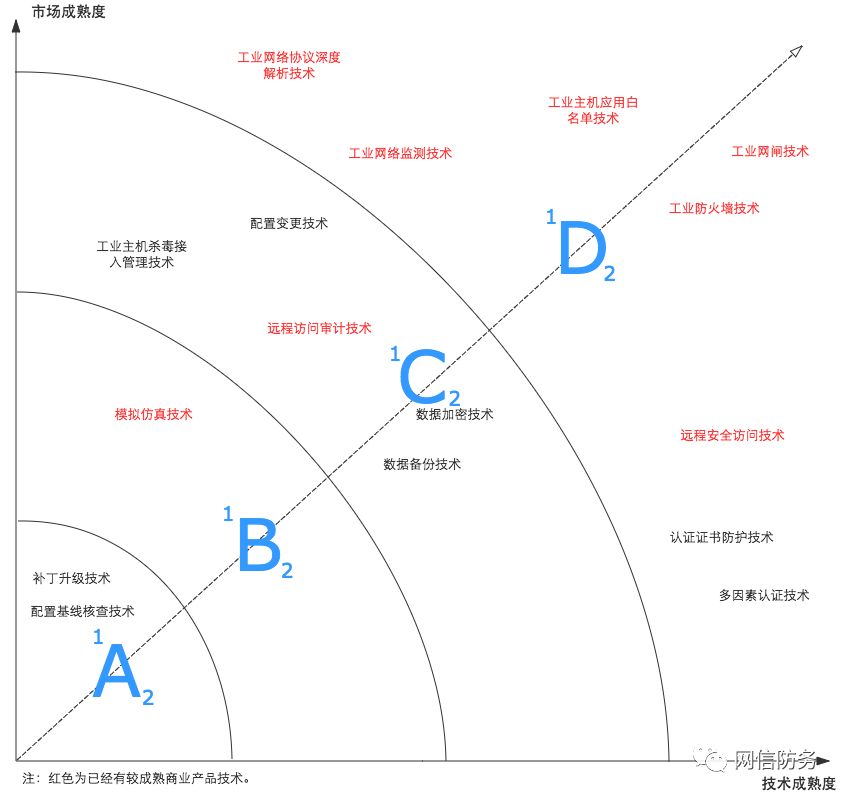 市场成熟度
工业网络协议深度
解析技术
工业主机应用白
名单技术
工业网络监测技术
工业网闸技术
工业防火墙技术
配置变更技术
1
D
2
工业主机杀毒接
入管理技术
远程访问审计技术
1
C
2
模拟仿真技术
数据加密技术
远程安全访问技术
数据备份技术
1
B
2
认证证书防护技术
补丁升级技术
多因素认证技术
配置基线核查技术
1
A
2
网信防务
注：红色为已经有较成熟商业产品技术。
技术成熟度